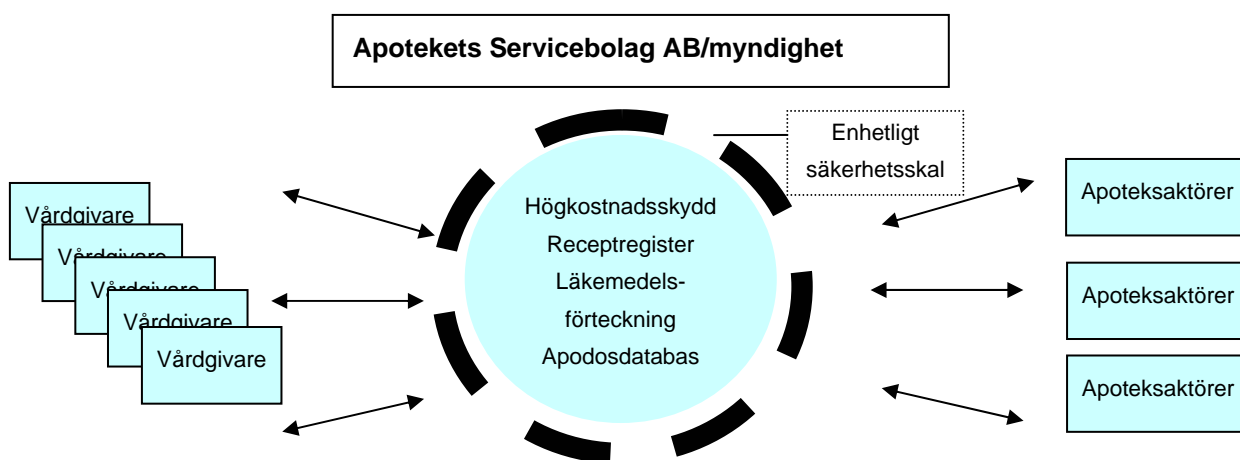 Apotekets Servicebolag AB/myndighet
Enhetligt
säkerhetsskal
Vårdgivare
Vårdgivare
Vårdgivare
Vårdgivare
Vårdgivare
Högkostnadsskydd
Receptregister
Läkemedels-
förteckning
Apodosdatabas
Apoteksaktörer
Apoteksaktörer
Apoteksaktörer